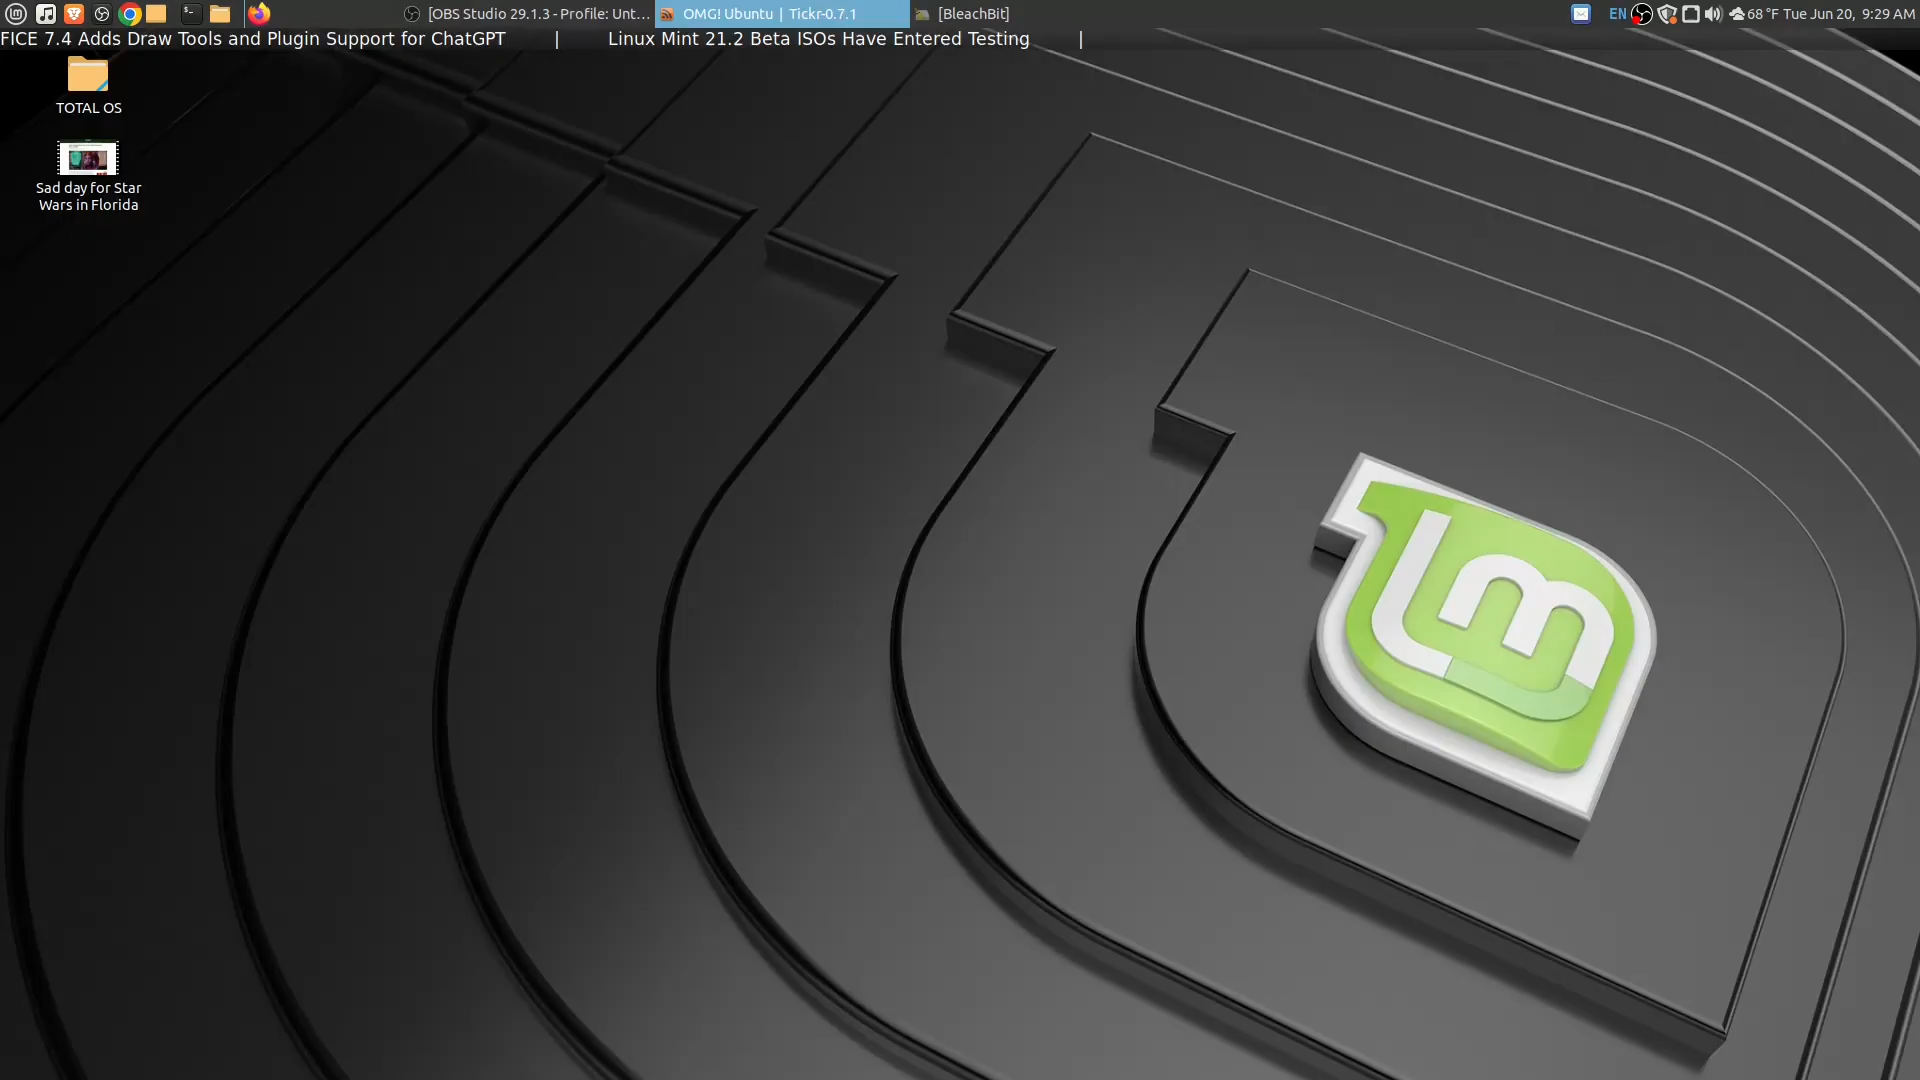 [OBS Studio 29.1.3 - Profile: Unt...
OMG! Ubuntu | Tickr-0.7.1
[BleachBit]
EN
68 °F Tue Jun 20, 9:29 AM
FICE 7.4 Adds Draw Tools and Plugin Support for ChatGPT | Linux Mint 21.2 Beta ISOs Have Entered Testing |
TOTAL OS
Sad day for Star
Wars in Florida
lm